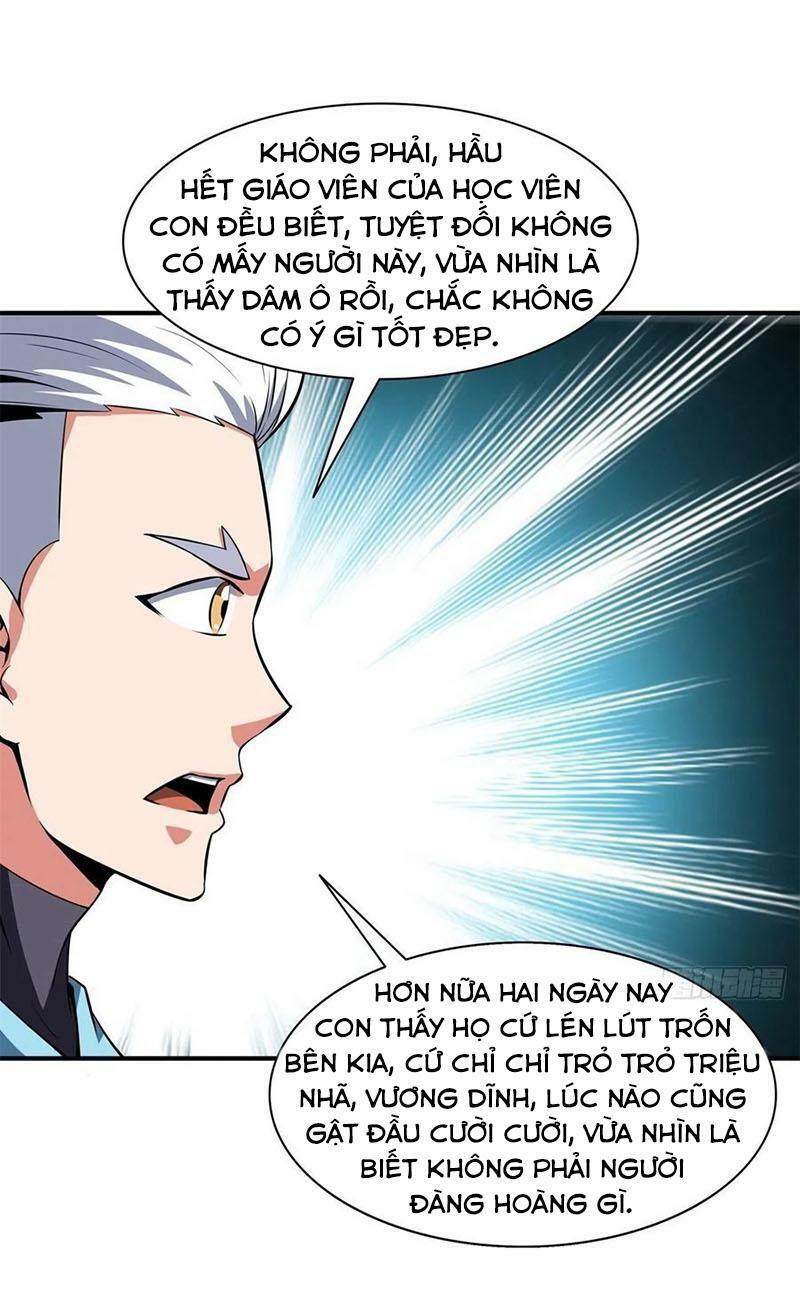 KHÔNG PHẢI, HẦU
HẾT GIÁO VIÊN CỦA HỌC VIÊN
CON ĐỀU BIẾT, TUYỆT ĐỐI KHÔNG
CÓ MẤY NGƯỜI NÀY, VỪA NHÌN LÀ
THẤY DÂM Ô RỒI, CHẮC KHÔNG
CÓ Ý GÌ TỐT ĐẸP.
HƠN NỮA HAI NGÀY NAY
CON THẤY HỌ CỨ LÉN LÚT TRỐN
BÊN KIA, CỨ CHỈ CHỈ TRỎ TRỎ TRIỆU
NHÃ, VƯƠNG DĨNH, LÚC NÀO CŨNG
GẬT ĐẦU CƯỜI CƯỜI, VỪA NHÌN LÀ
BIẾT KHÔNG PHẢI NGƯỜI
ĐÀNG HOÀNG GÌ.